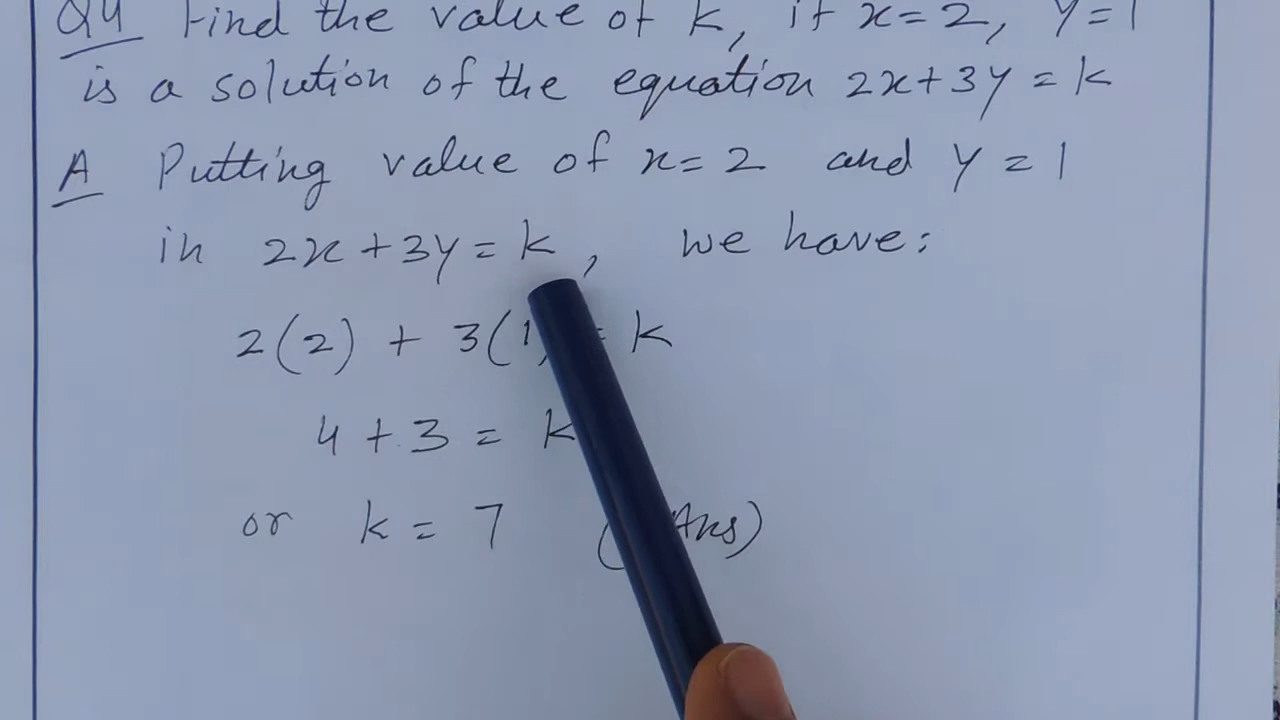 Q4 Find the value of k, if x=2, y=1
is a solution of the equation 2x+3y=k
A Putting value of x=2 and y=1
in 2x+3y=k, we have:
2(2) + 3(1) = k
4+3 = k
or k = 7 (Ans)